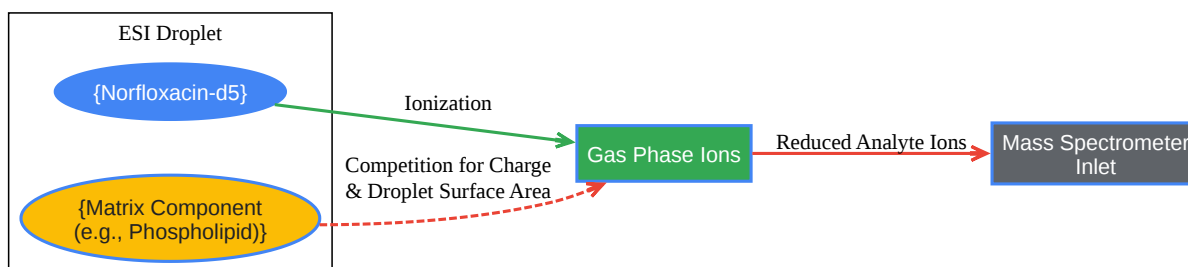 ESI Droplet
{Norfloxacin-d5}
Ionization
Competition for Charge
& Droplet Surface Area
{Matrix Component
(e.g., Phospholipid)}
Gas Phase Ions
Reduced Analyte Ions
Mass Spectrometer
Inlet